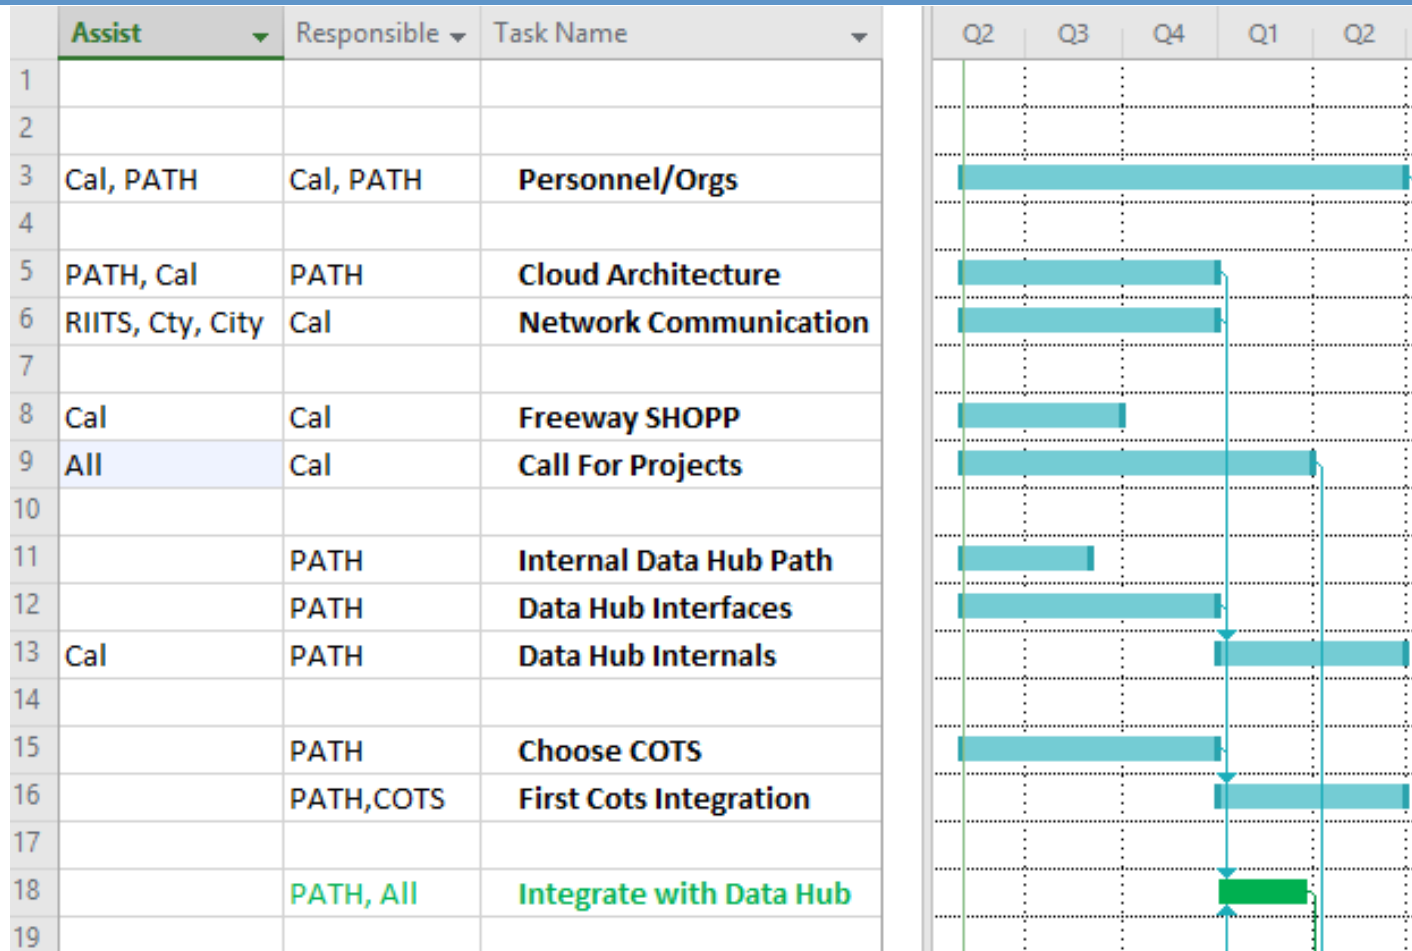 Assist Responsible Task Name Q2 Q3 Q4 Q1 Q2
1
2
3 Cal, PATH Cal, PATH Personnel/Orgs
4
5 PATH, Cal PATH Cloud Architecture
6 RIITS, Cty, City Cal Network Communication
7
8 Cal Cal Freeway SHOPP
9 All Cal Call For Projects
10
11 PATH Internal Data Hub Path
12 PATH Data Hub Interfaces
13 Cal PATH Data Hub Internals
14
15 PATH Choose COTS
16 PATH,COTS First Cots Integration
17
18 PATH, All Integrate with Data Hub
19